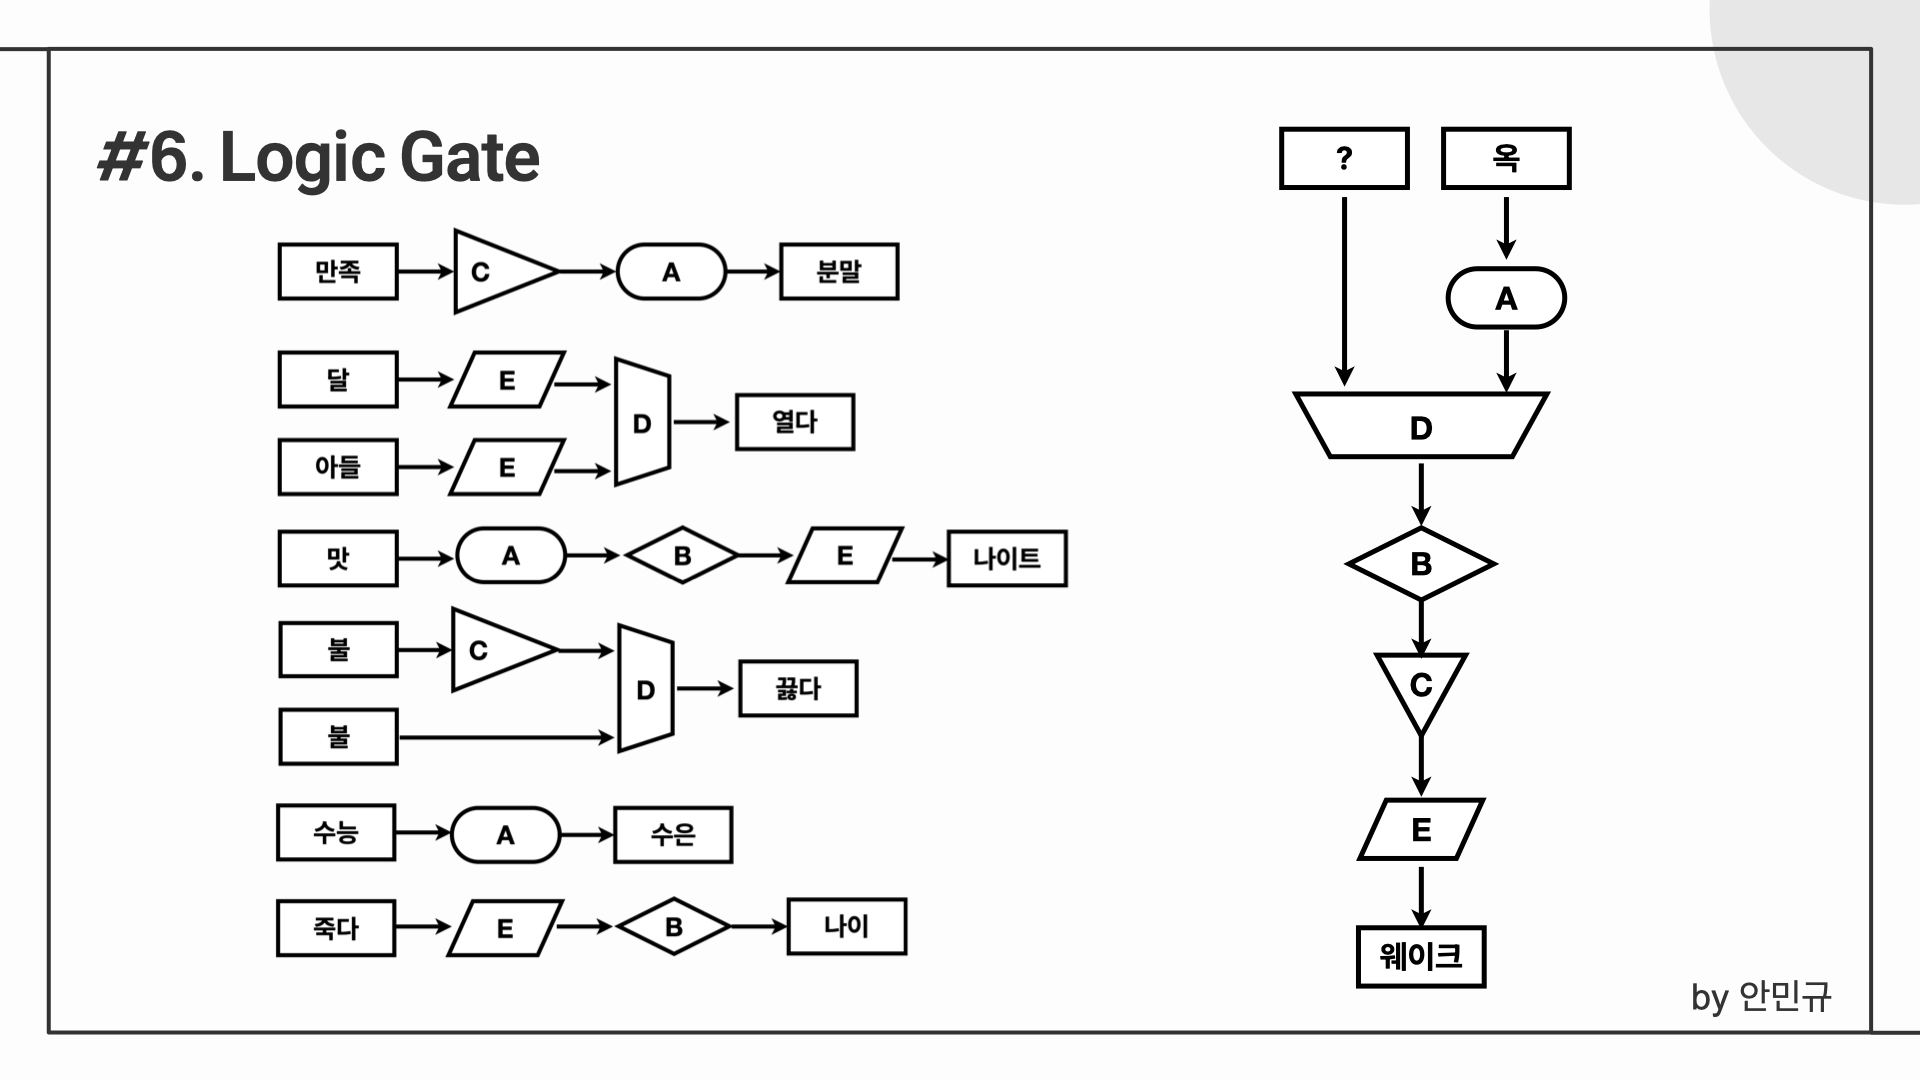 #6. Logic Gate
만족 C A 분말
달 E
아들 E
D 열다
맛 A B E 나이트
불 C
불
D 끓다
수능 A 수은
죽다 E B 나이
? 옥
A
D
B
C
E
웨이크
by 안민규